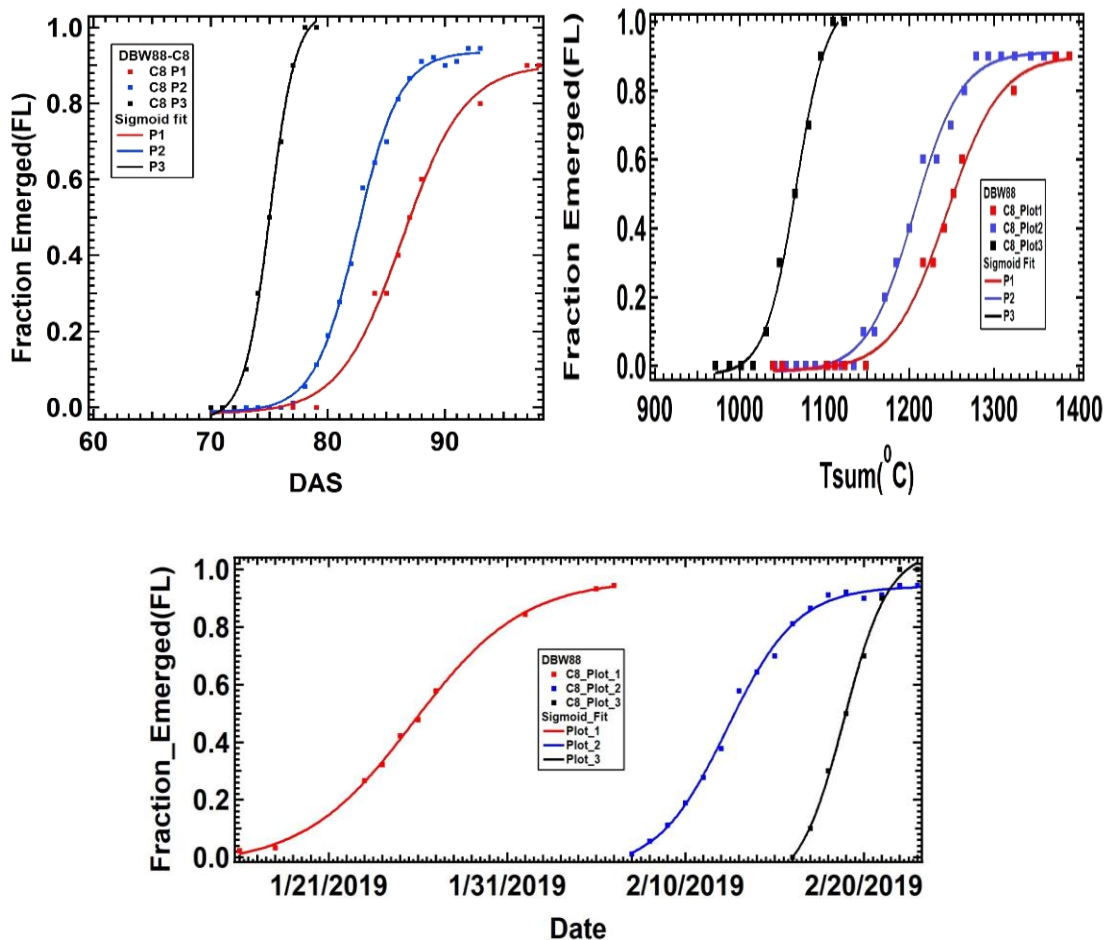 Fraction Emerged(FL)
1.0
0.8
0.6
0.4
0.2
0.0
DBW88-C8
C8 P1
C8 P2
C8 P3
Sigmoid fit
P1
P2
P3
60
70
80
90
DAS
Fraction Emerged(FL)
1.0
0.8
0.6
0.4
0.2
0.0
DBW88
C8_Plot1
C8_Plot2
C8_Plot3
Sigmoid Fit
P1
P2
P3
900
1000
1100
1200
1300
1400
Tsum(⁰C)
Fraction_Emerged(FL)
1.0
0.8
0.6
0.4
0.2
0.0
DBW88
C8_Plot_1
C8_Plot_2
C8_Plot_3
Sigmoid_Fit
Plot_1
Plot_2
Plot_3
1/21/2019
1/31/2019
2/10/2019
2/20/2019
Date